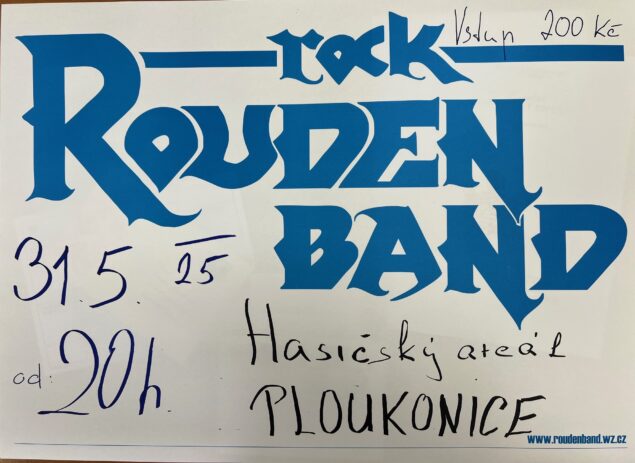 Vstup 200 Kč
rock
ROUDEN
BAND
31.5. 25
od: 20h.
Hasičský areál
PLOUKONICE
www.roudenband.wz.cz